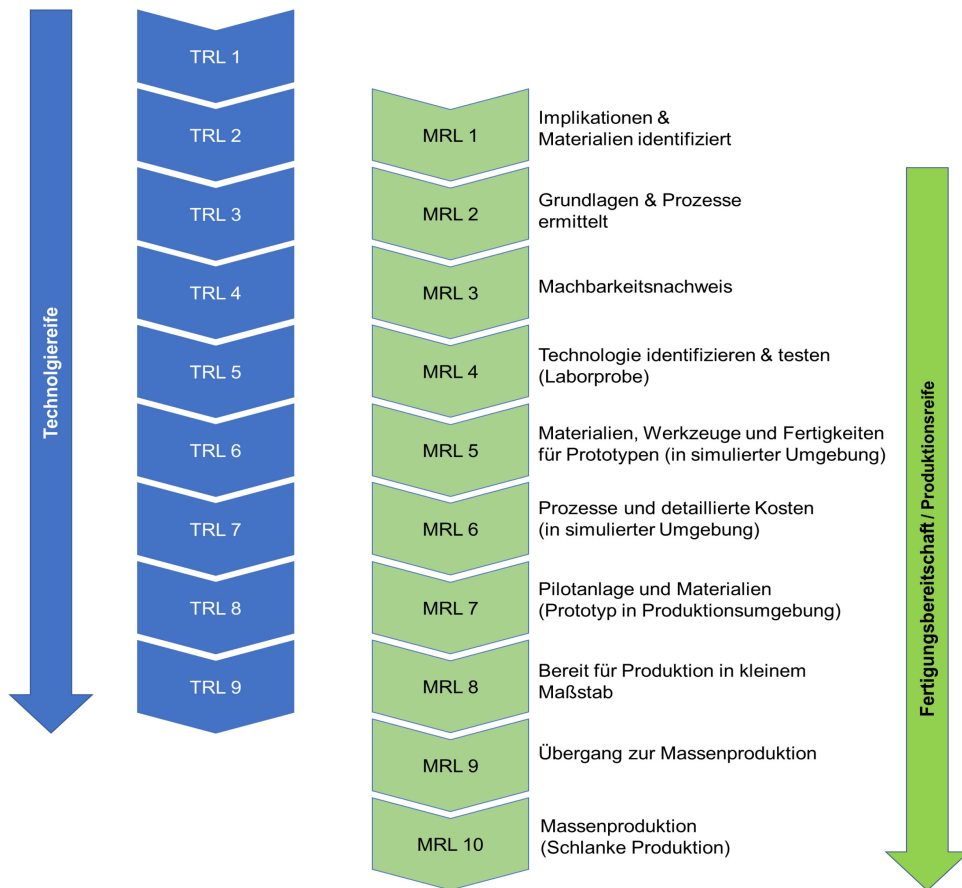 Technolgiereife
TRL 1
TRL 2
TRL 3
TRL 4
TRL 5
TRL 6
TRL 7
TRL 8
TRL 9
MRL 1
Implikationen &
Materialien identifiziert
MRL 2
Grundlagen & Prozesse
ermittelt
MRL 3
Machbarkeitsnachweis
MRL 4
Technologie identifizieren & testen
(Laborprobe)
MRL 5
Materialien, Werkzeuge und Fertigkeiten
für Prototypen (in simulierter Umgebung)
MRL 6
Prozesse und detaillierte Kosten
(in simulierter Umgebung)
MRL 7
Pilotanlage und Materialien
(Prototyp in Produktionsumgebung)
MRL 8
Bereit für Produktion in kleinem
Maßstab
MRL 9
Übergang zur Massenproduktion
MRL 10
Massenproduktion
(Schlanke Produktion)
Fertigungsbereitschaft / Produktionsreife